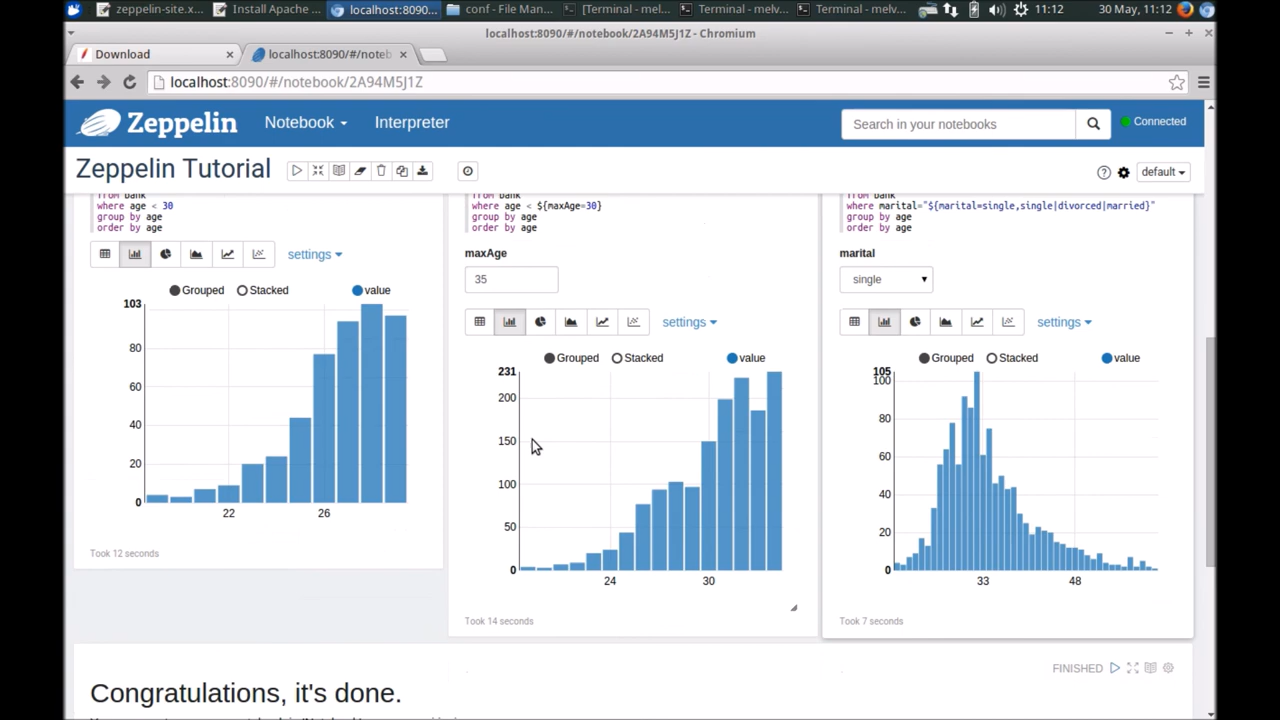 zeppelin-site.x...
Install Apache ...
localhost:8090...
conf - File Man...
[Terminal - mel...
Terminal - melv...
Terminal - melv...
11:12
30 May, 11:12
localhost:8090/#/notebook/2A94M5J1Z - Chromium
Download
localhost:8090/#/noteb
localhost:8090/#/notebook/2A94M5J1Z
Zeppelin
Notebook
Interpreter
Search in your notebooks
Connected
Zeppelin Tutorial
default
from bank
where age < 30
group by age
order by age
settings
Grouped
Stacked
value
103
80
60
40
20
0
22
26
Took 12 seconds
from bank
where age < ${maxAge=30}
group by age
order by age
maxAge
35
settings
Grouped
Stacked
value
231
200
150
100
50
0
24
30
Took 14 seconds
from bank
where marital="${marital=single,single|divorced|married}"
group by age
order by age
marital
single
settings
Grouped
Stacked
value
105
100
80
60
40
20
0
33
48
Took 7 seconds
FINISHED
Congratulations, it's done.